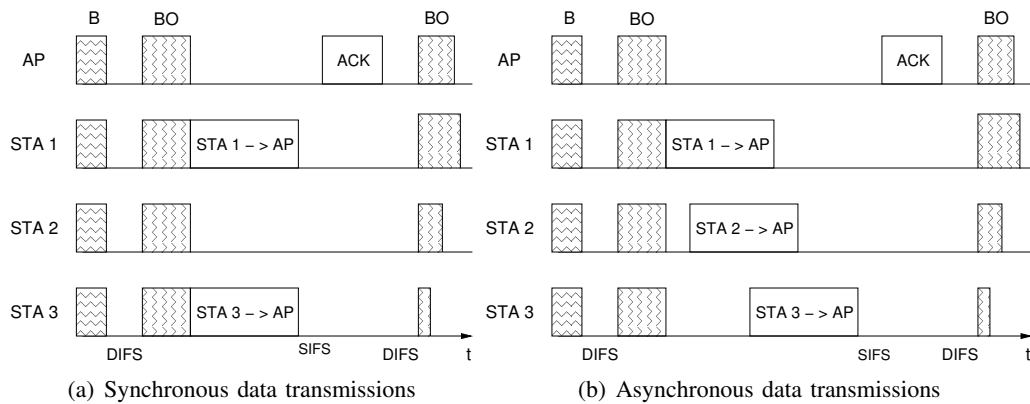 B BO BO
AP ACK
STA 1 STA 1 − > AP
STA 2
STA 3 STA 3 − > AP
DIFS SIFS DIFS t
(a) Synchronous data transmissions
B BO BO
AP ACK
STA 1 STA 1 − > AP
STA 2 STA 2 − > AP
STA 3 STA 3 − > AP
DIFS SIFS DIFS t
(b) Asynchronous data transmissions